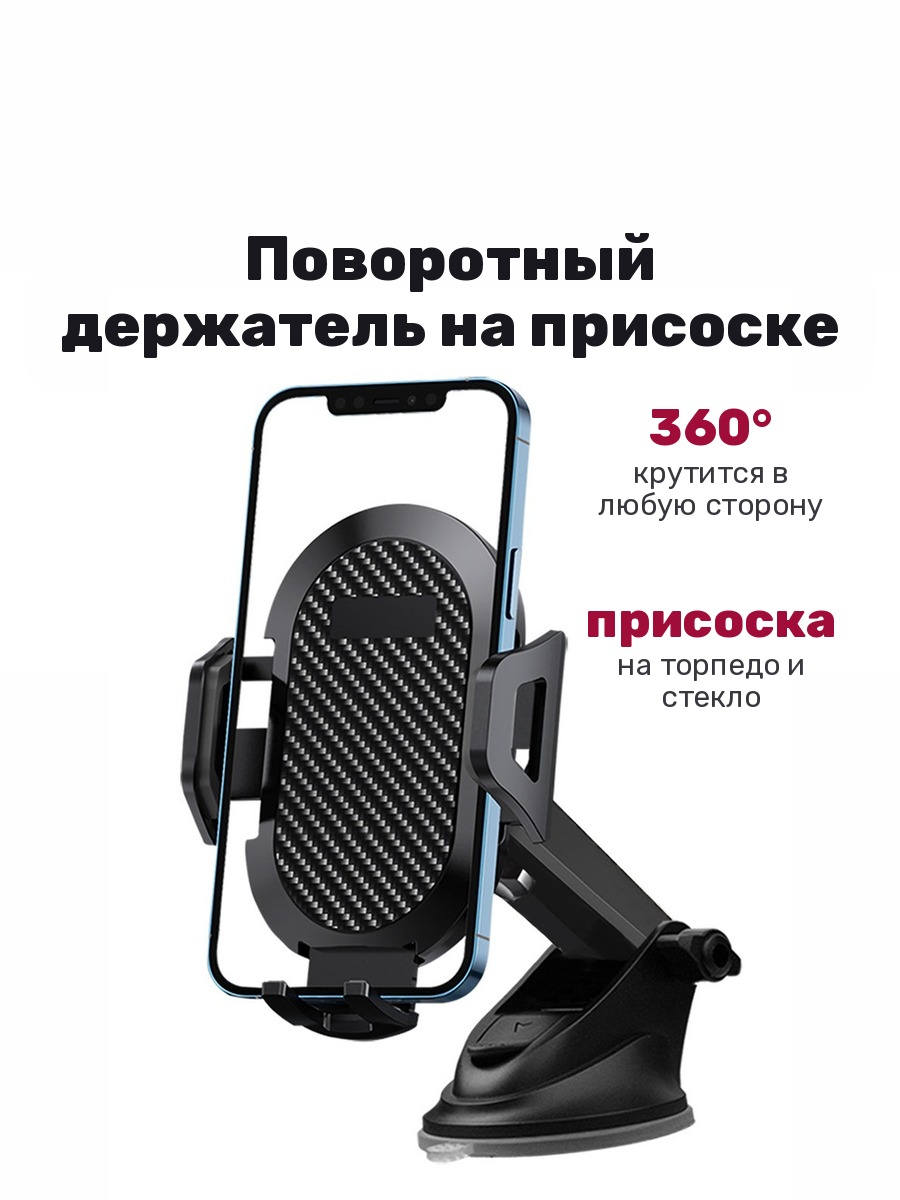 Поворотный
держатель на присоске
360°
крутится в
любую сторону
присоска
на торпедо и
стекло